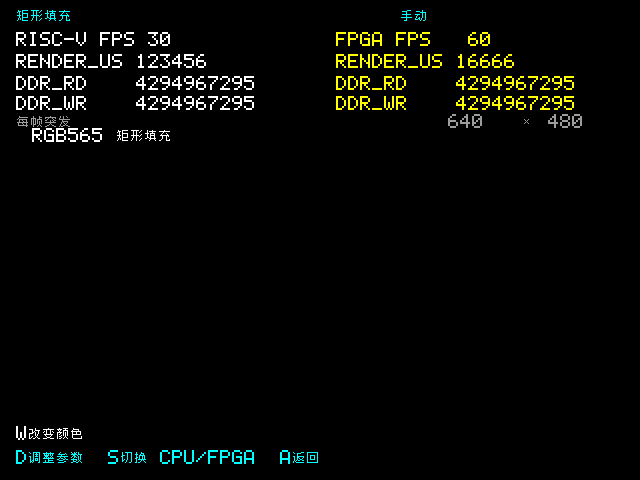 矩形填充 手动
RISC-V FPS 30 FPGA FPS 60
RENDER_US 123456 RENDER_US 16666
DDR_RD 4294967295 DDR_RD 4294967295
DDR_WR 4294967295 DDR_WR 4294967295
每帧突发 640 × 480
RGB565 矩形填充
W改变颜色
D调整参数 S切换 CPU/FPGA A返回